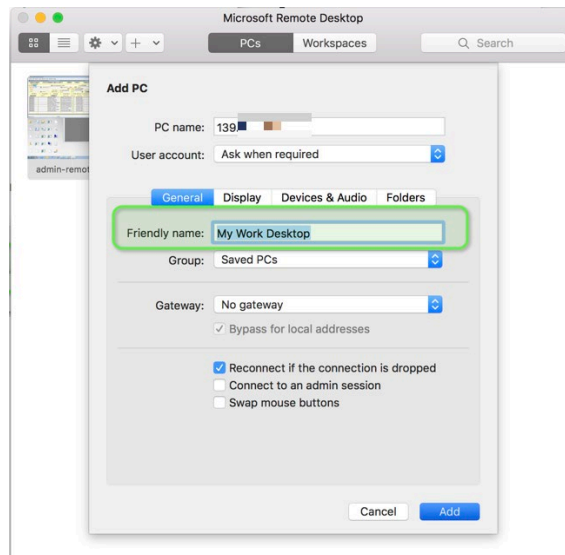 Microsoft Remote Desktop
PCs Workspaces Search
Add PC
PC name: 139.
User account: Ask when required
admin-remot
General Display Devices & Audio Folders
Friendly name: My Work Desktop
Group: Saved PCs
Gateway: No gateway
Bypass for local addresses
Reconnect if the connection is dropped
Connect to an admin session
Swap mouse buttons
Cancel Add